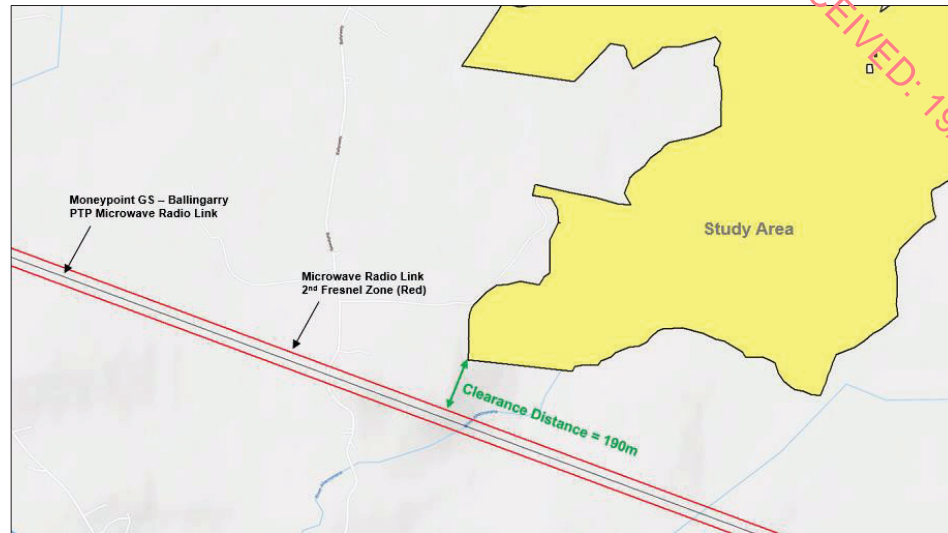 CEIVED: 19
Moneypoint GS – Ballingarry
PTP Microwave Radio Link
Study Area
Microwave Radio Link
2nd Fresnel Zone (Red)
Clearance Distance = 190m